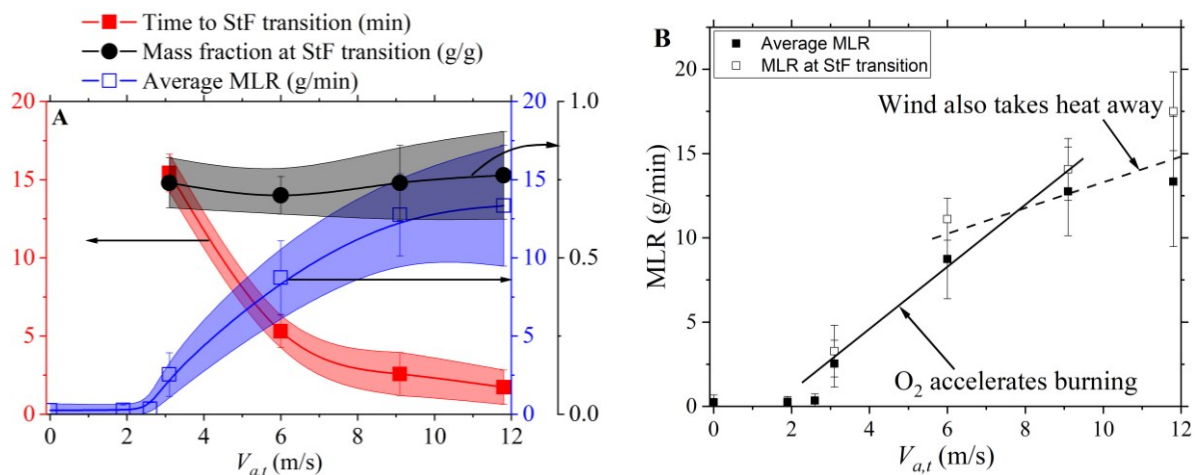 Time to StF transition (min)
Mass fraction at StF transition (g/g)
Average MLR (g/min)
A
20
15
10
5
0
20
15
10
5
0
1.0
0.5
0.0
0 2 4 6 8 10 12
V_{a,t} (m/s)
B
Average MLR
MLR at StF transition
Wind also takes heat away
O₂ accelerates burning
MLR (g/min)
20
15
10
5
0
0 2 4 6 8 10 12
V_{a,t} (m/s)